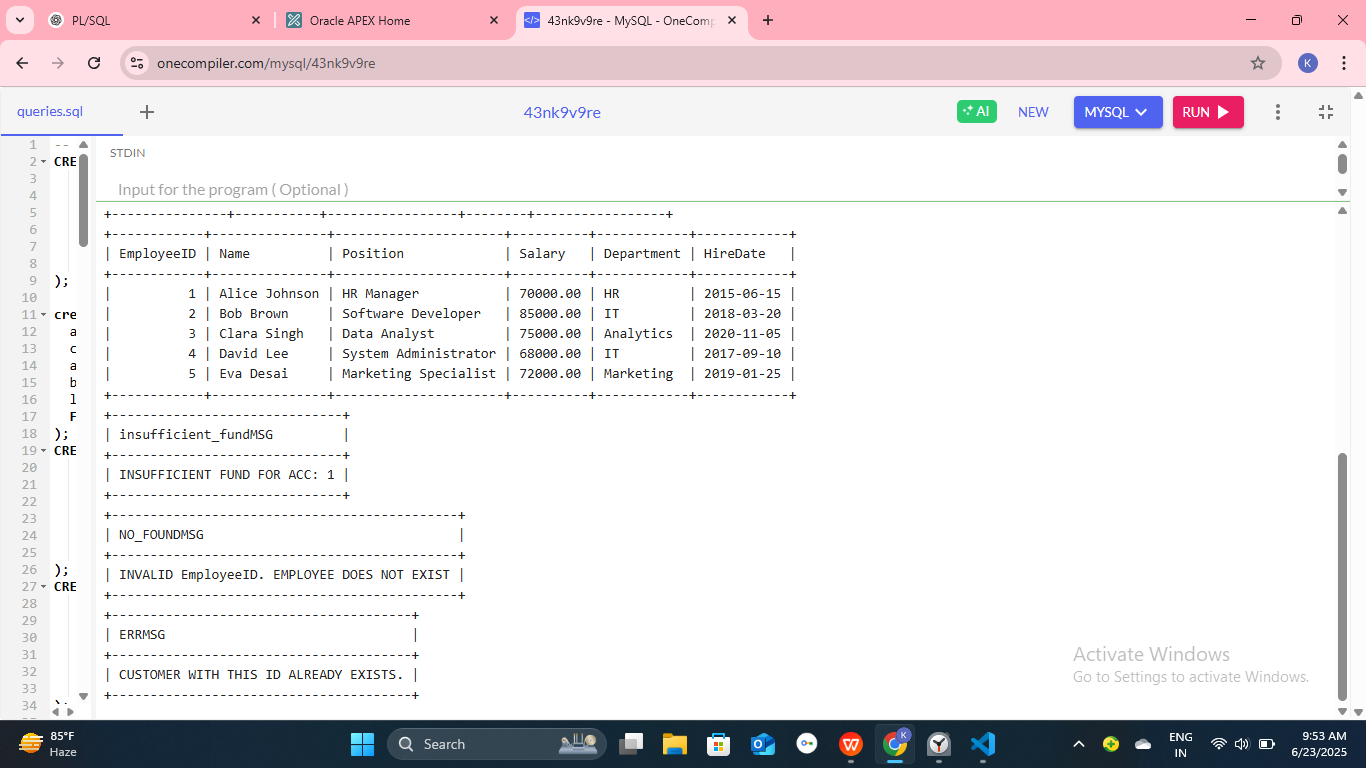 PL/SQL
Oracle APEX Home
43nk9v9re - MySQL - OneComp
onecompiler.com/mysql/43nk9v9re
K
queries.sql
43nk9v9re
AI
NEW
MYSQL
RUN
STDIN
Input for the program ( Optional )
1 --
2 CRE
3
4
5
6
7
8
9 );
10
11 cre
12 a
13 c
14 a
15 b
16 l
17 F
18 );
19 CRE
20
21
22
23
24
25
26 );
27 CRE
28
29
30
31
32
33
34 );
+---------------+-----------+-----------------+--------+-----------------+
+------------+---------------+----------------------+----------+------------+------------+
| EmployeeID | Name          | Position             | Salary   | Department | HireDate   |
+------------+---------------+----------------------+----------+------------+------------+
|          1 | Alice Johnson | HR Manager           | 70000.00 | HR         | 2015-06-15 |
|          2 | Bob Brown     | Software Developer   | 85000.00 | IT         | 2018-03-20 |
|          3 | Clara Singh   | Data Analyst         | 75000.00 | Analytics  | 2020-11-05 |
|          4 | David Lee     | System Administrator | 68000.00 | IT         | 2017-09-10 |
|          5 | Eva Desai     | Marketing Specialist | 72000.00 | Marketing  | 2019-01-25 |
+------------+---------------+----------------------+----------+------------+------------+
+------------------------------+
| insufficient_fundMSG         |
+------------------------------+
| INSUFFICIENT FUND FOR ACC: 1 |
+------------------------------+
+---------------------------------------------+
| NO_FOUNDMSG                                 |
+---------------------------------------------+
| INVALID EmployeeID. EMPLOYEE DOES NOT EXIST |
+---------------------------------------------+
+---------------------------------------+
| ERRMSG                                |
+---------------------------------------+
| CUSTOMER WITH THIS ID ALREADY EXISTS. |
+---------------------------------------+
Activate Windows
Go to Settings to activate Windows.
85°F
Haze
Search
K
ENG
IN
9:53 AM
6/23/2025